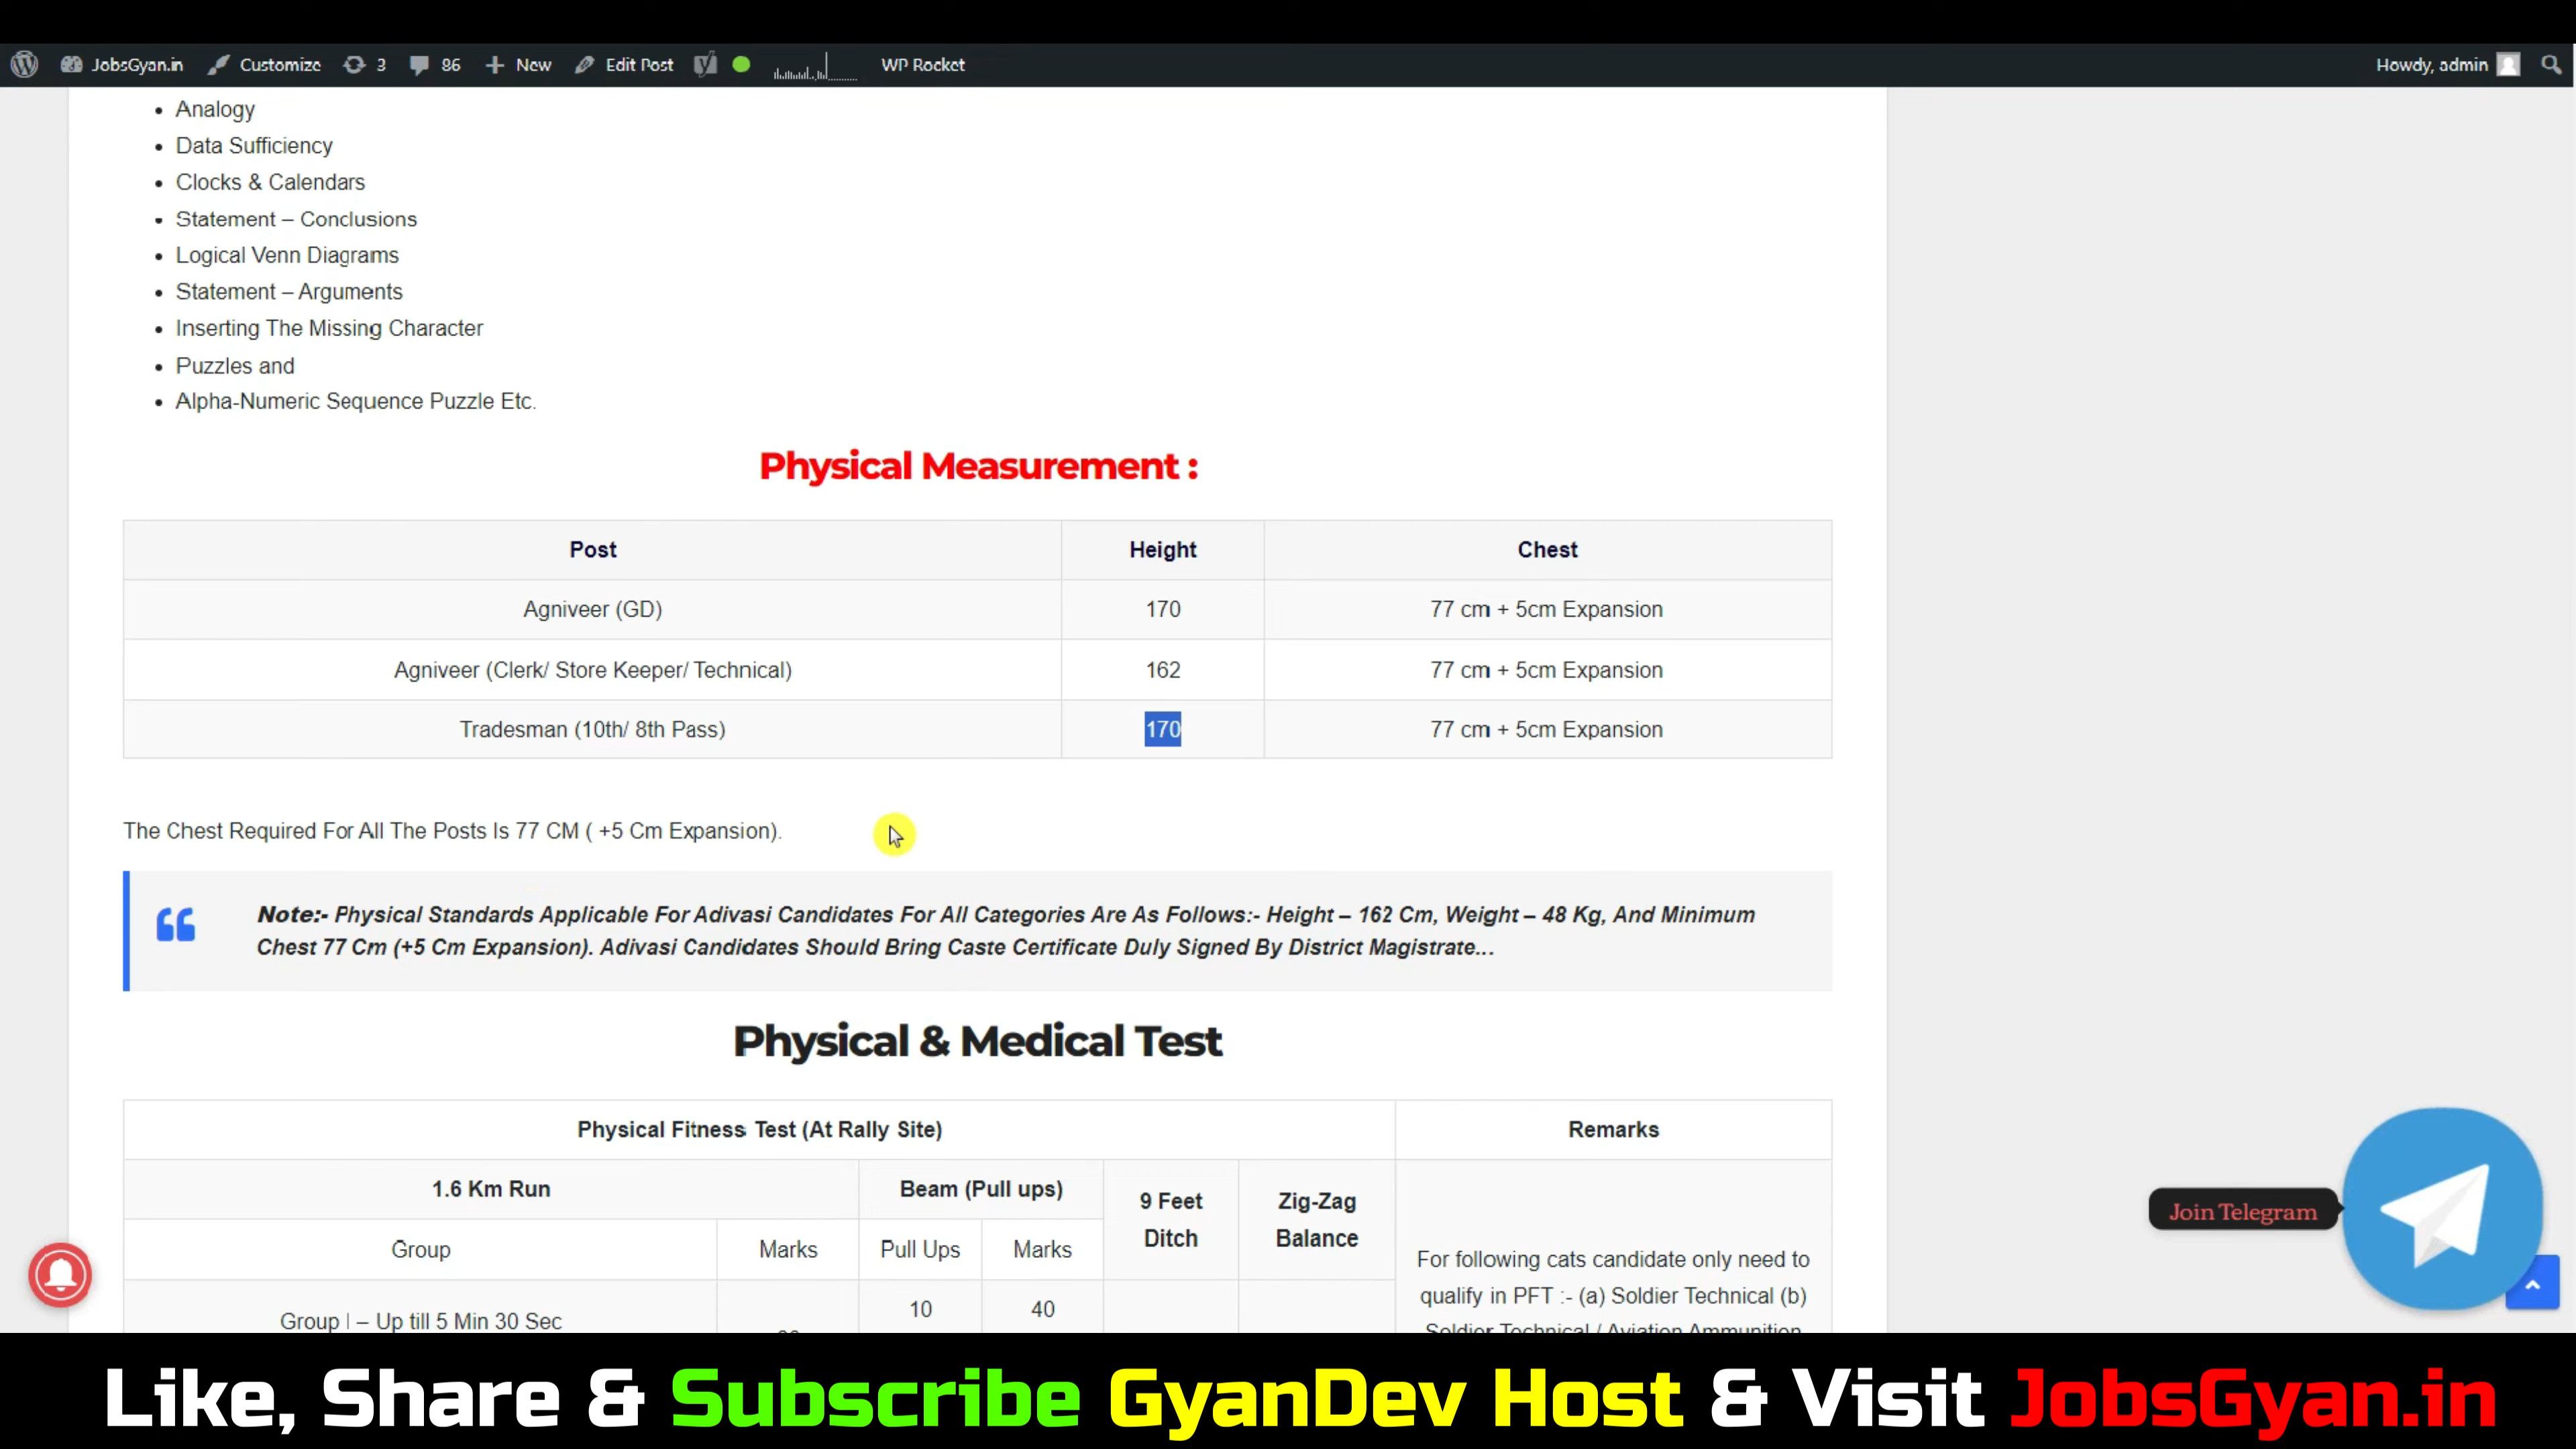 JobsGyan.in Customize 3 86 New Edit Post WP Rocket Howdy, admin
Analogy
Data Sufficiency
Clocks & Calendars
Statement – Conclusions
Logical Venn Diagrams
Statement – Arguments
Inserting The Missing Character
Puzzles and
Alpha-Numeric Sequence Puzzle Etc.
Physical Measurement :
Post Height Chest
Agniveer (GD) 170 77 cm + 5cm Expansion
Agniveer (Clerk/ Store Keeper/ Technical) 162 77 cm + 5cm Expansion
Tradesman (10th/ 8th Pass) 170 77 cm + 5cm Expansion
The Chest Required For All The Posts Is 77 CM ( +5 Cm Expansion).
Note:- Physical Standards Applicable For Adivasi Candidates For All Categories Are As Follows:- Height – 162 Cm, Weight – 48 Kg, And Minimum
Chest 77 Cm (+5 Cm Expansion). Adivasi Candidates Should Bring Caste Certificate Duly Signed By District Magistrate...
Physical & Medical Test
Physical Fitness Test (At Rally Site) Remarks
1.6 Km Run Beam (Pull ups)
9 Feet
Ditch
Zig-Zag
Balance
Group Marks Pull Ups Marks
For following cats candidate only need to
qualify in PFT :- (a) Soldier Technical (b)
Soldier Technical / Aviation Ammunition
10 40
Group I – Up till 5 Min 30 Sec
Join Telegram
Like, Share & Subscribe GyanDev Host & Visit JobsGyan.in